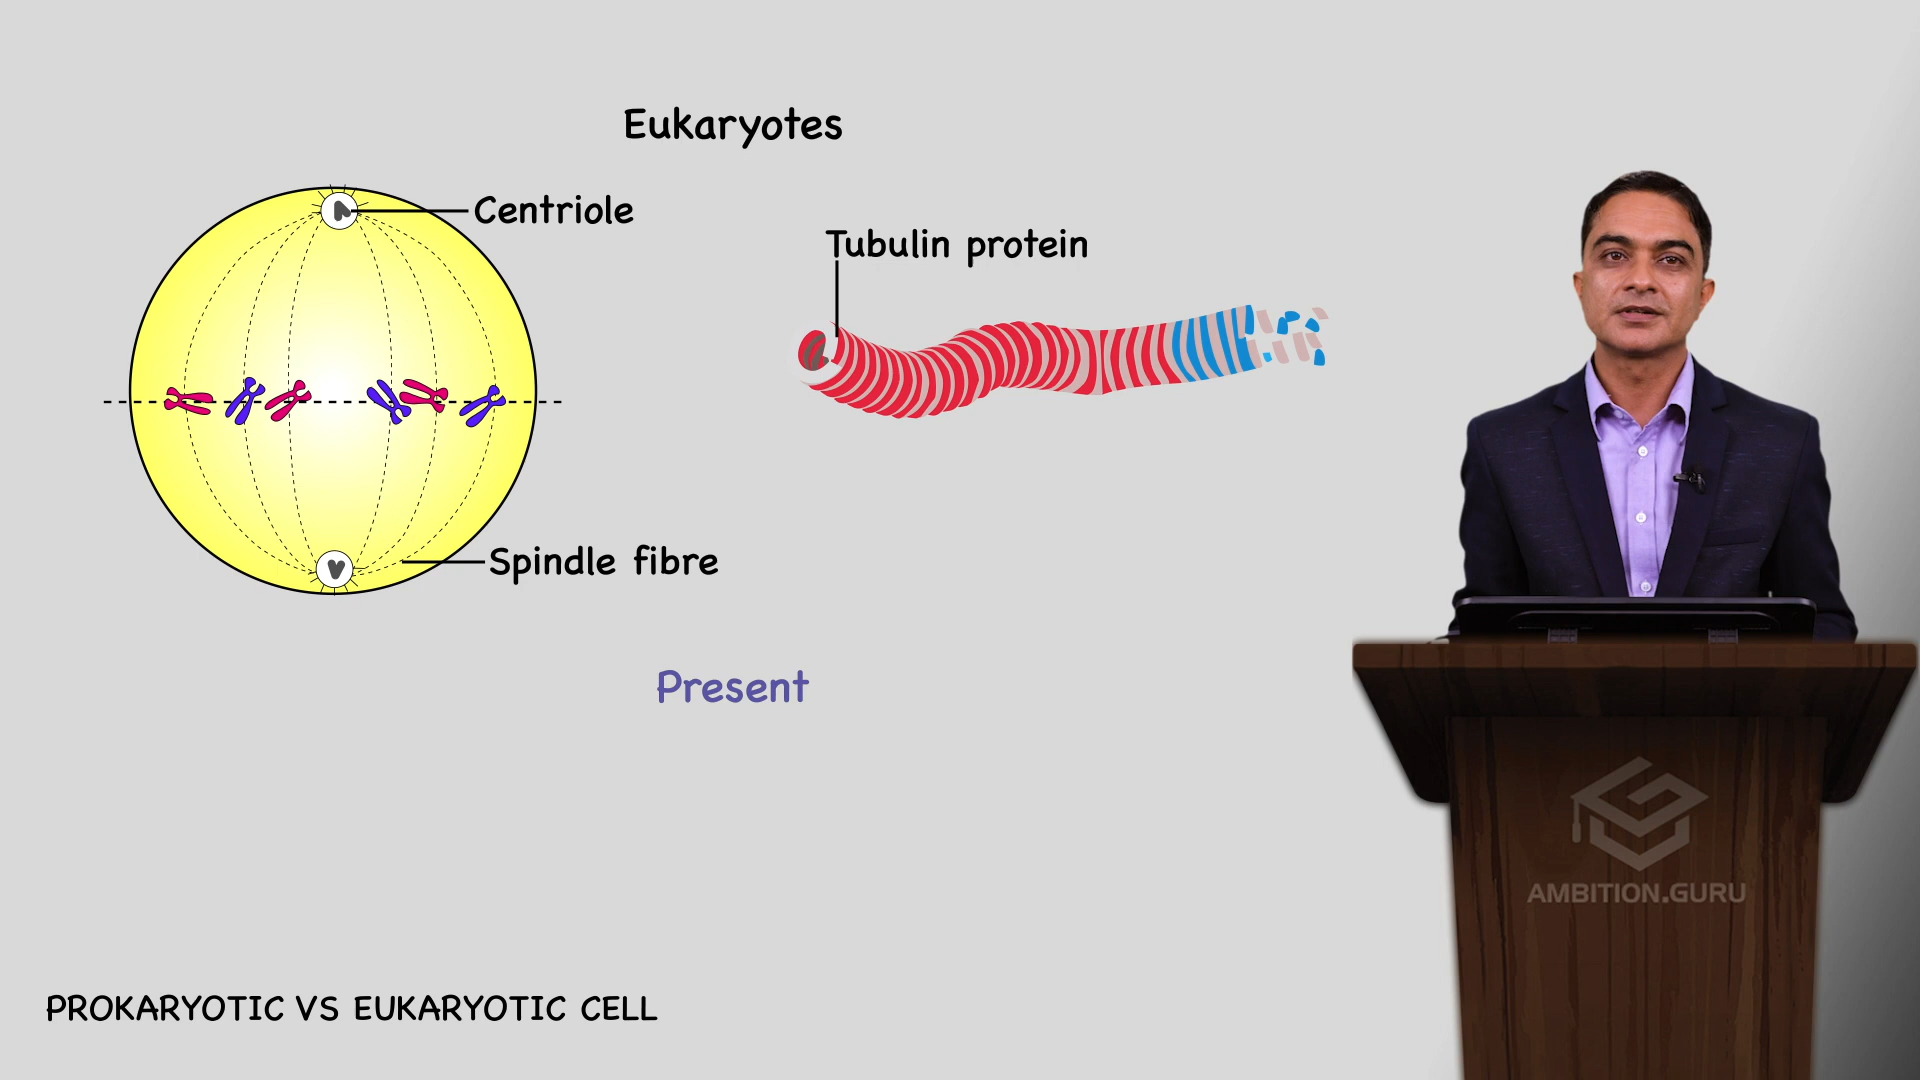 Eukaryotes
Centriole
Tubulin protein
Spindle fibre
Present
AMBITION.GURU
PROKARYOTIC VS EUKARYOTIC CELL